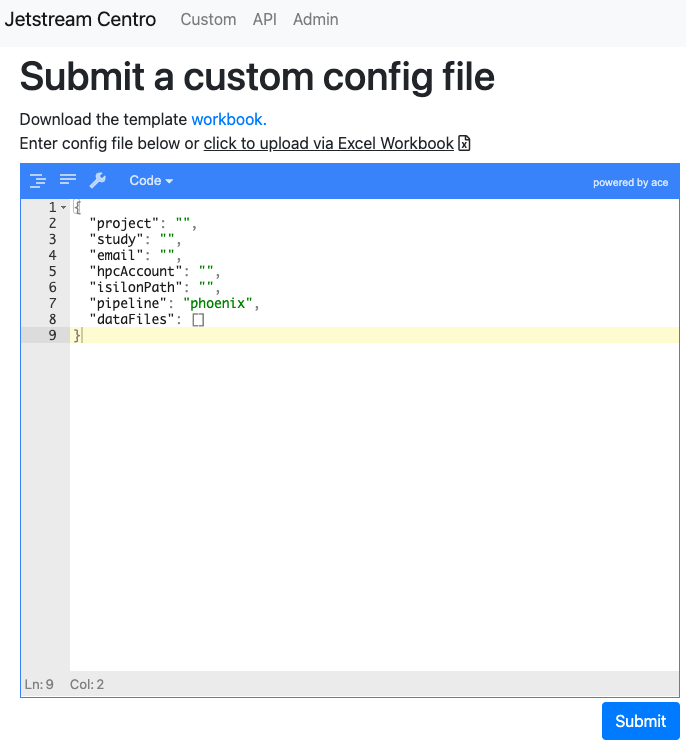 Jetstream Centro Custom API Admin
Submit a custom config file
Download the template workbook.
Enter config file below or click to upload via Excel Workbook
Code powered by ace
1 {
2 "project": "",
3 "study": "",
4 "email": "",
5 "hpcAccount": "",
6 "isilonPath": "",
7 "pipeline": "phoenix",
8 "dataFiles": []
9 }
Ln: 9 Col: 2
Submit